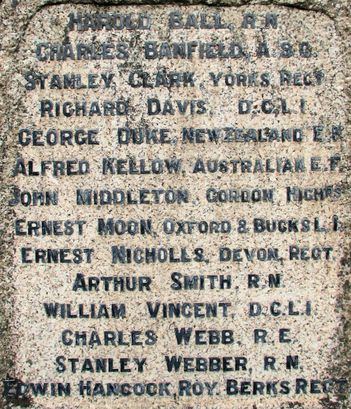 HAROLD BALL, R.N.
CHARLES BANFIELD, A.S.C.
STANLEY CLARK, YORKS REGT
RICHARD DAVIS, D.C.L.I.
GEORGE DUKE, NEW ZEALAND E.F.
ALFRED KELLOW, AUSTRALIAN E.F.
JOHN MIDDLETON, GORDON HIGHRS
ERNEST MOON, OXFORD & BUCKS L.I.
ERNEST NICHOLLS, DEVON, REGT
ARTHUR SMITH, R.N.
WILLIAM VINCENT, D.C.L.I.
CHARLES WEBB, R.E.
STANLEY WEBBER, R.N.
EDWIN HANCOCK ROY. BERKS REGT